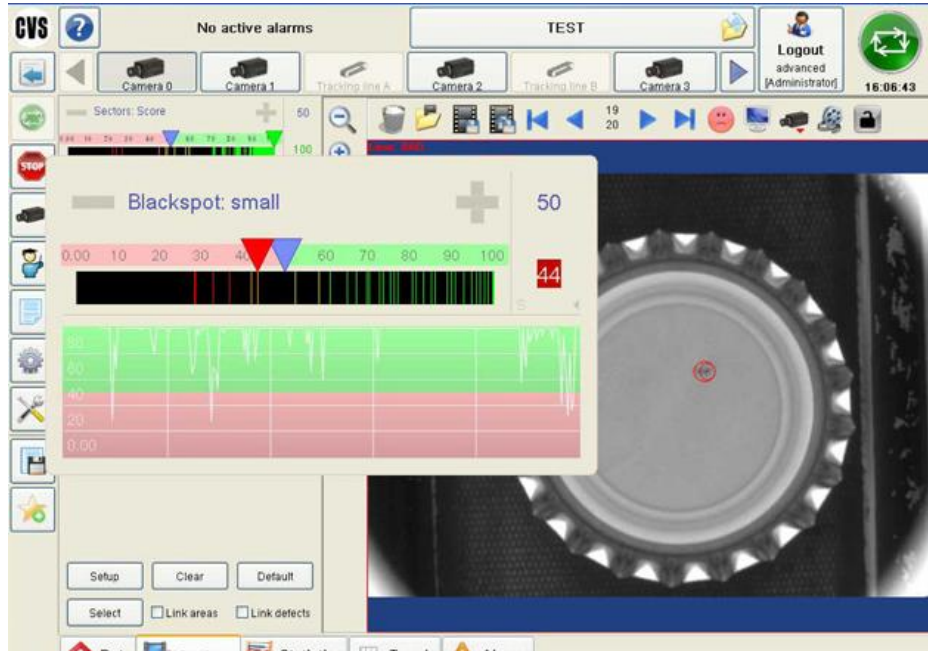 CVS
No active alarms
TEST
Logout
advanced
[Administrator]
16:06:43
Camera 0
Camera 1
Tracking line A
Camera 2
Tracking line B
Camera 3
Sectors: Score
50
100
19
20
STOP
Blackspot: small
50
0.00 10 20 30 40 60 70 80 90 100
44
S
80
60
40
20
0.00
Setup
Clear
Default
Select
Link areas
Link defects